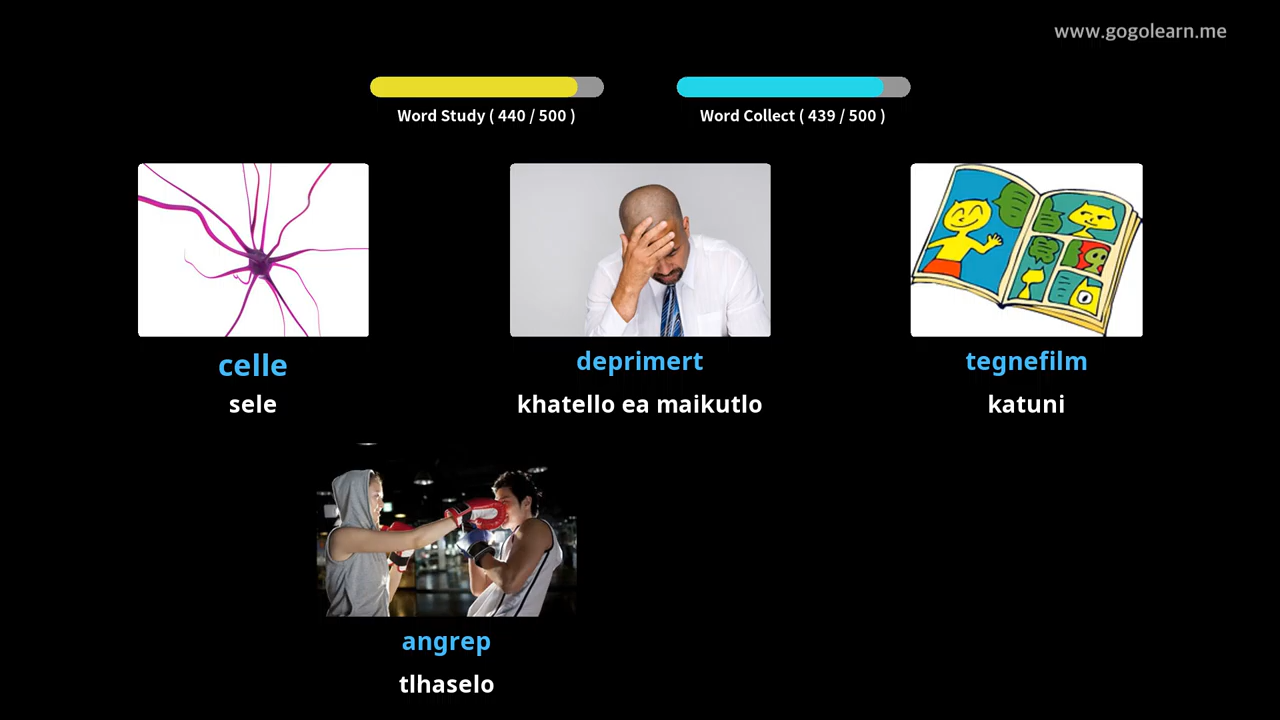 www.gogolearn.me
Word Study ( 440 / 500 )
Word Collect ( 439 / 500 )
celle
sele
deprimert
khatello ea maikutlo
tegnefilm
katuni
angrep
tlhaselo